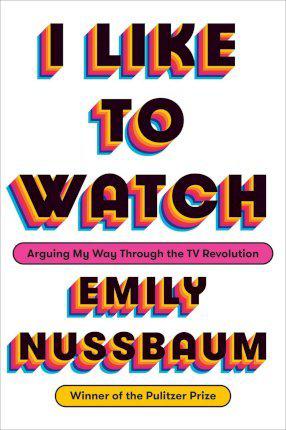 I LIKE
TO
WATCH
Arguing My Way Through the TV Revolution
EMILY
NUSSBAUM
Winner of the Pulitzer Prize